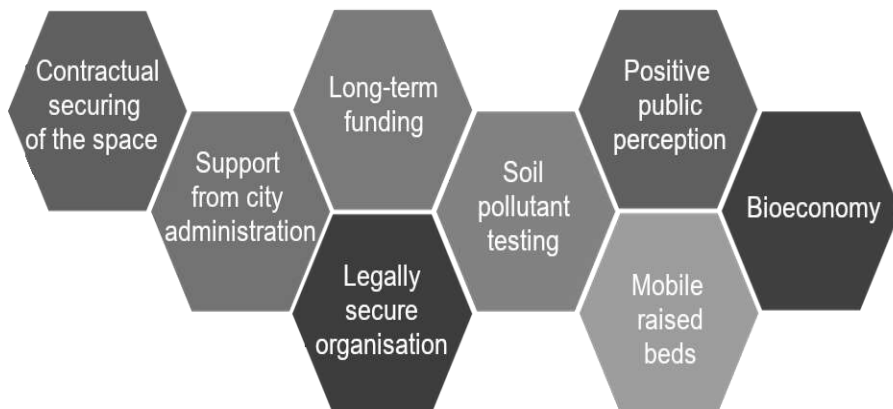 Contractual
securing
of the space
Support
from city
administration
Long-term
funding
Legally
secure
organisation
Soil
pollutant
testing
Positive
public
perception
Mobile
raised
beds
Bioeconomy